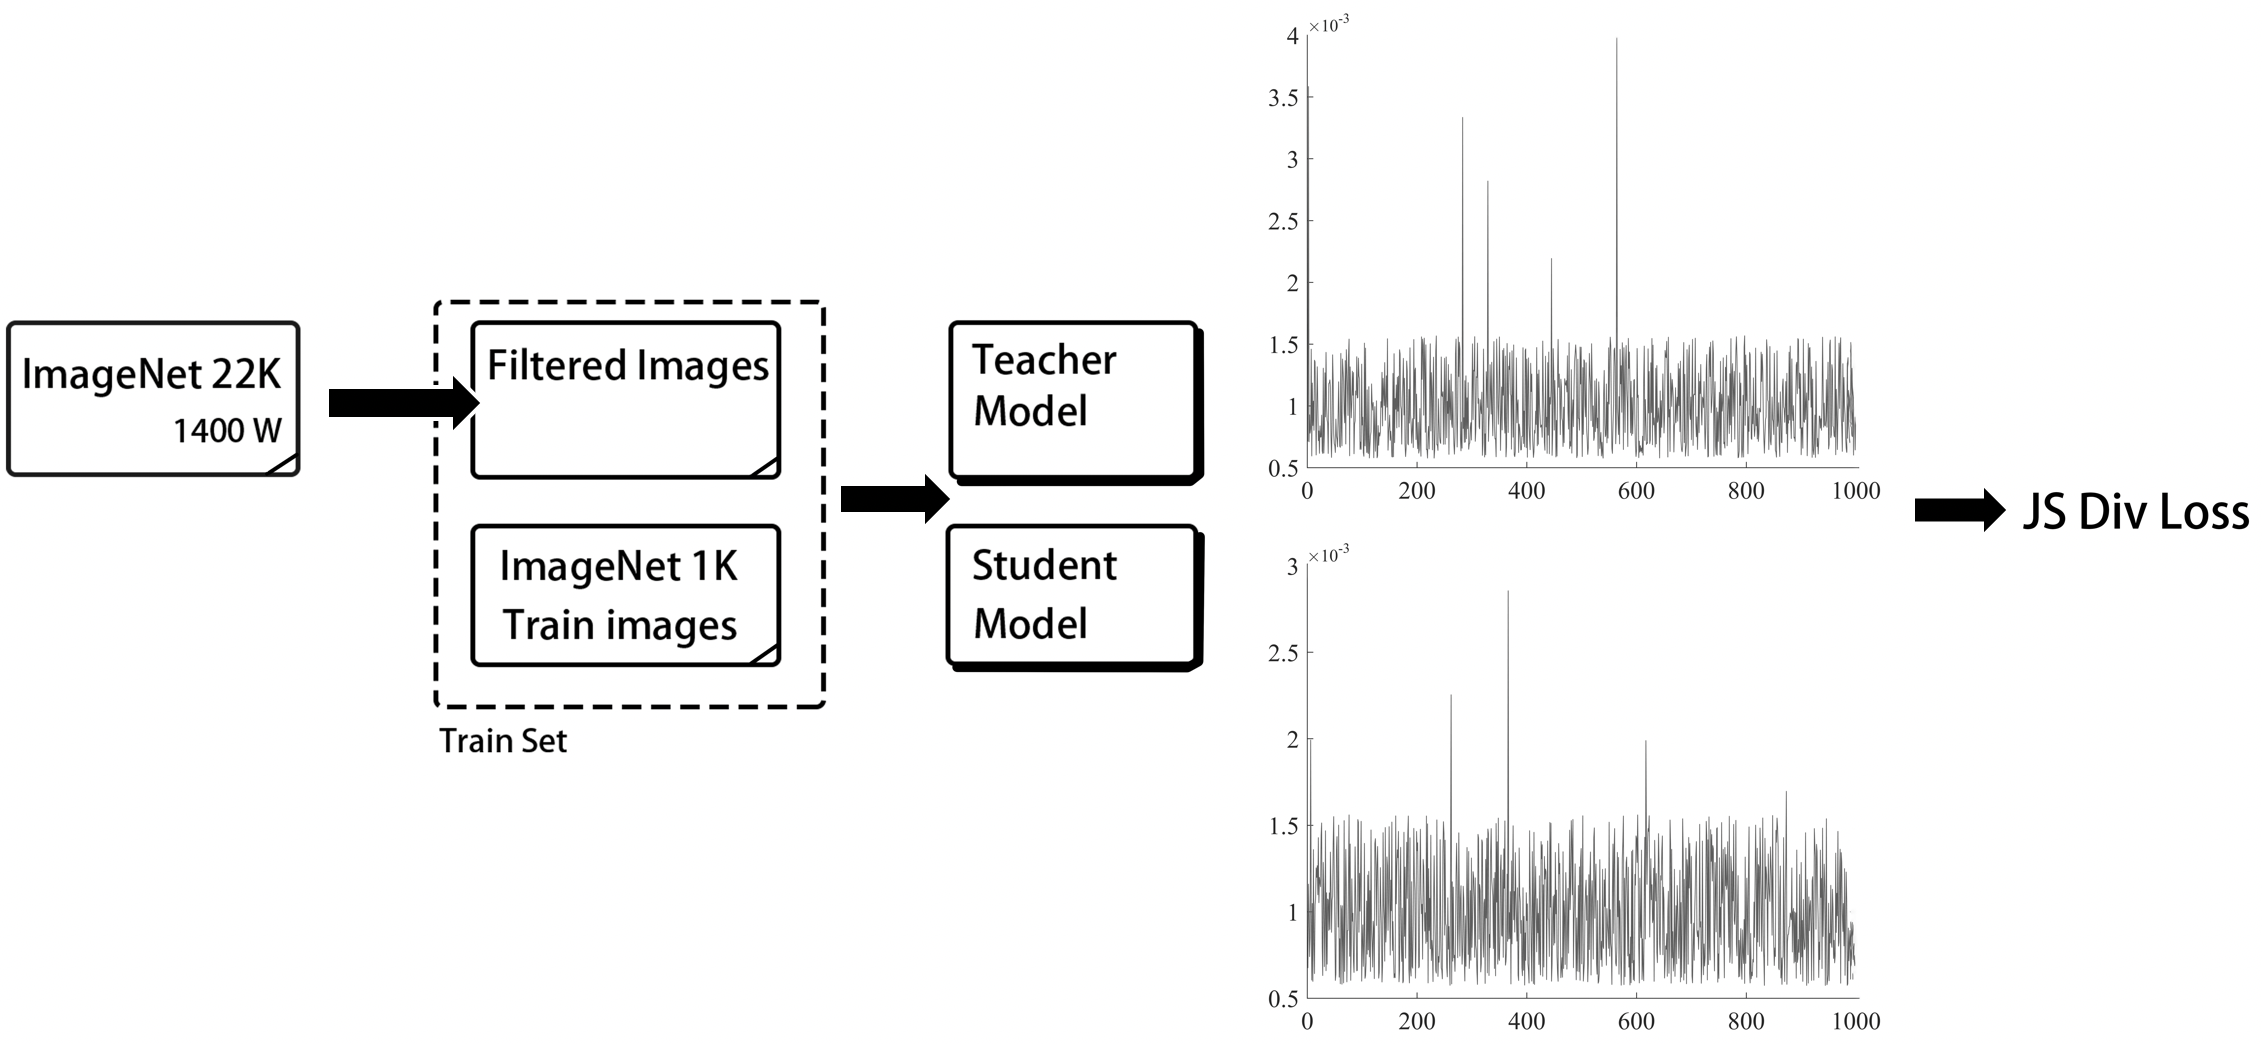 ImageNet 22K
1400 W
Filtered Images
ImageNet 1K
Train images
Train Set
Teacher
Model
Student
Model
×10-3
4
3.5
3
2.5
2
1.5
1
0.5
0 200 400 600 800 1000
×10-3
3
2.5
2
1.5
1
0.5
0 200 400 600 800 1000
JS Div Loss